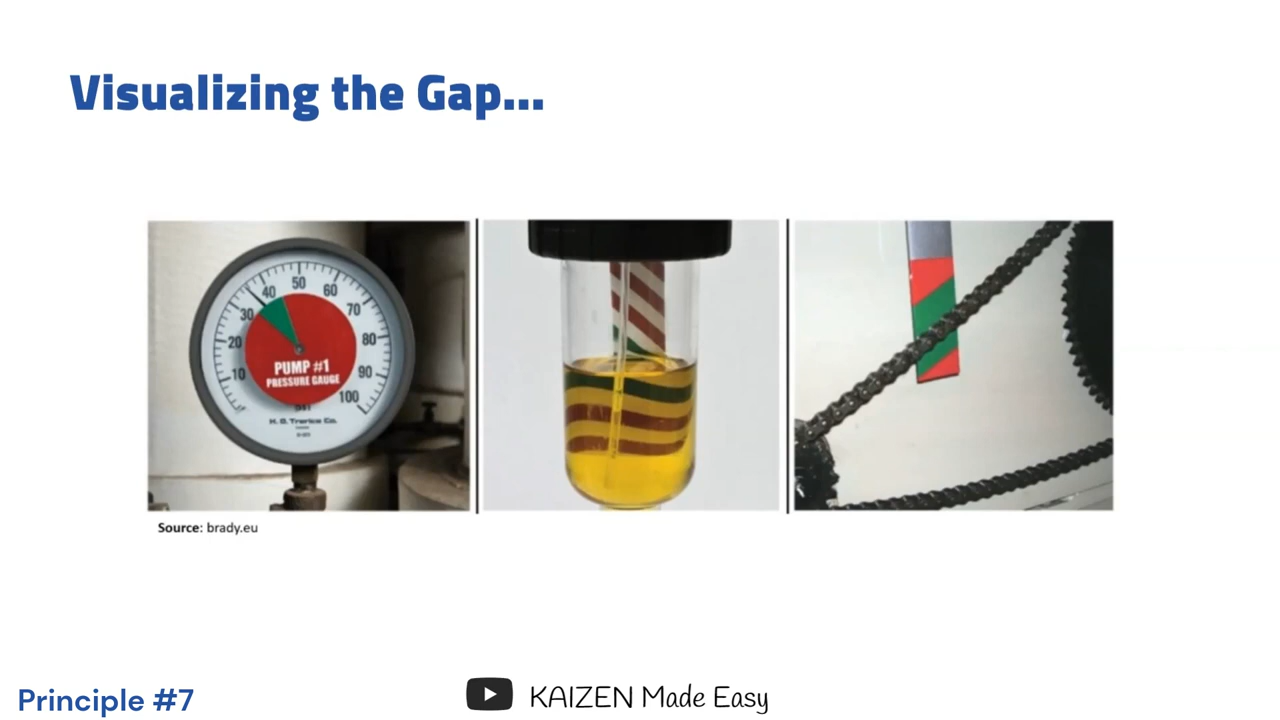 Visualizing the Gap...
50
40
60
30
70
20
80
10
90
100
PUMP #1
PRESSURE GAUGE
Source: brady.eu
Principle #7
KAIZEN Made Easy